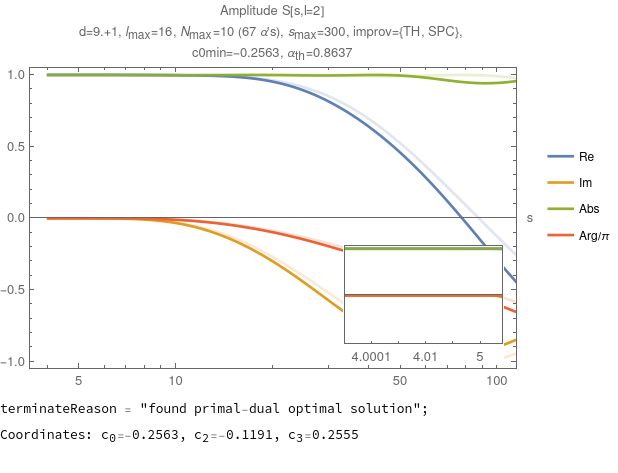 Amplitude S[s,l=2]
d=9.+1, lmax=16, Nmax=10 (67 α's), smax=300, improv={TH, SPC},
c0min=-0.2563, αth=0.8637
1.0
0.5
0.0
-0.5
-1.0
s
Re
Im
Abs
Arg/π
4.0001 4.01 5
5 10 50 100
terminateReason = "found primal-dual optimal solution";
Coordinates: c0=-0.2563, c2=-0.1191, c3=0.2555